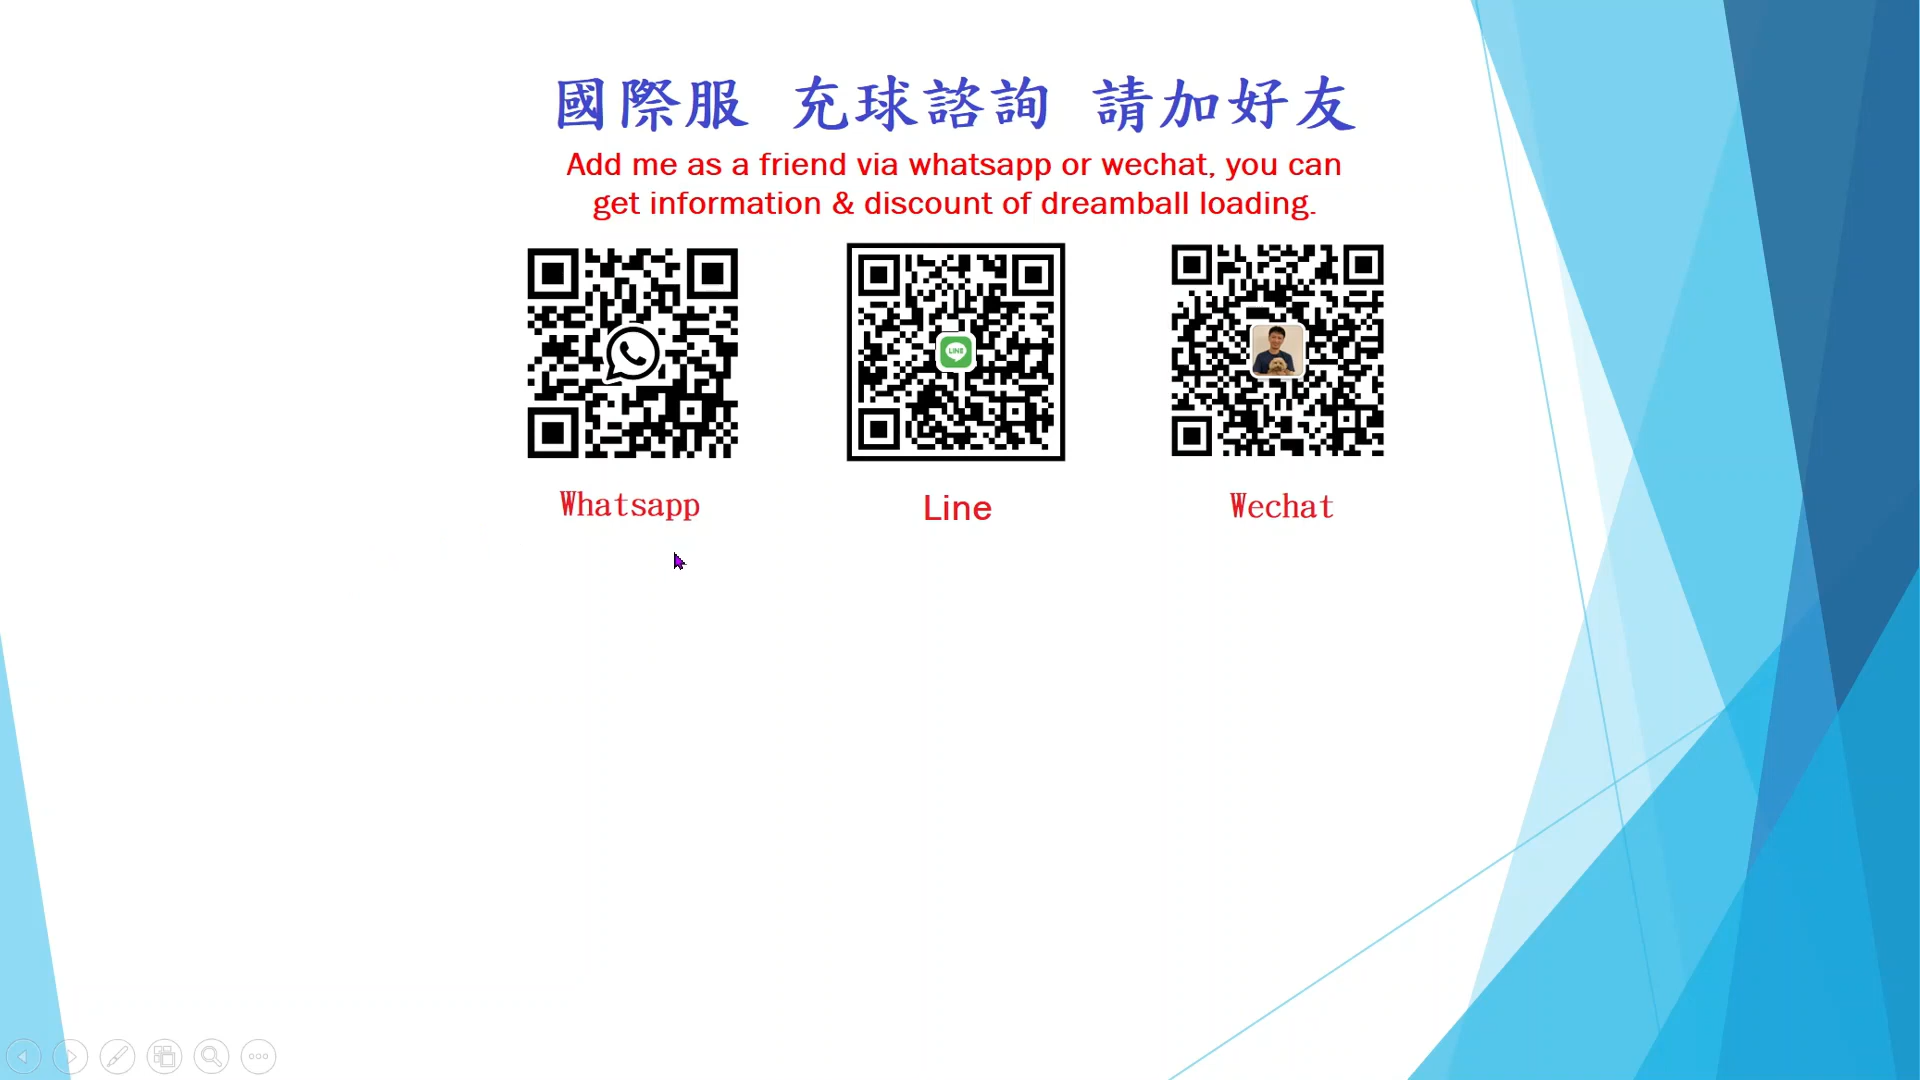 國際服 充球諮詢 請加好友
Add me as a friend via whatsapp or wechat, you can
get information & discount of dreamball loading.
LINE
Whatsapp
Line
Wechat